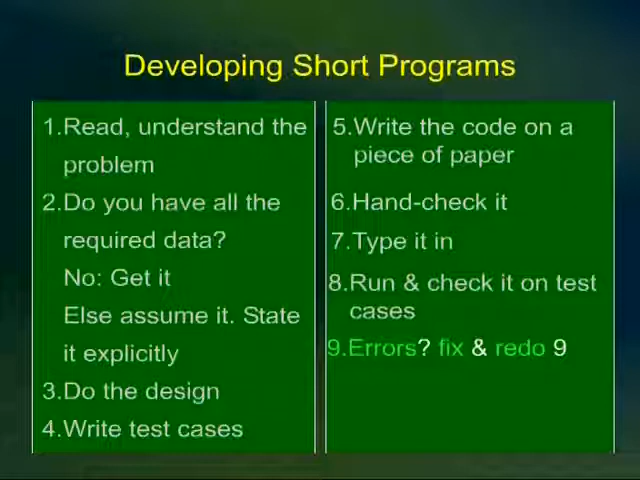 Developing Short Programs
1.Read, understand the
problem
2.Do you have all the
required data?
No: Get it
Else assume it. State
it explicitly
3.Do the design
4.Write test cases
5.Write the code on a
piece of paper
6.Hand-check it
7.Type it in
8.Run & check it on test
cases
9.Errors? fix & redo 9